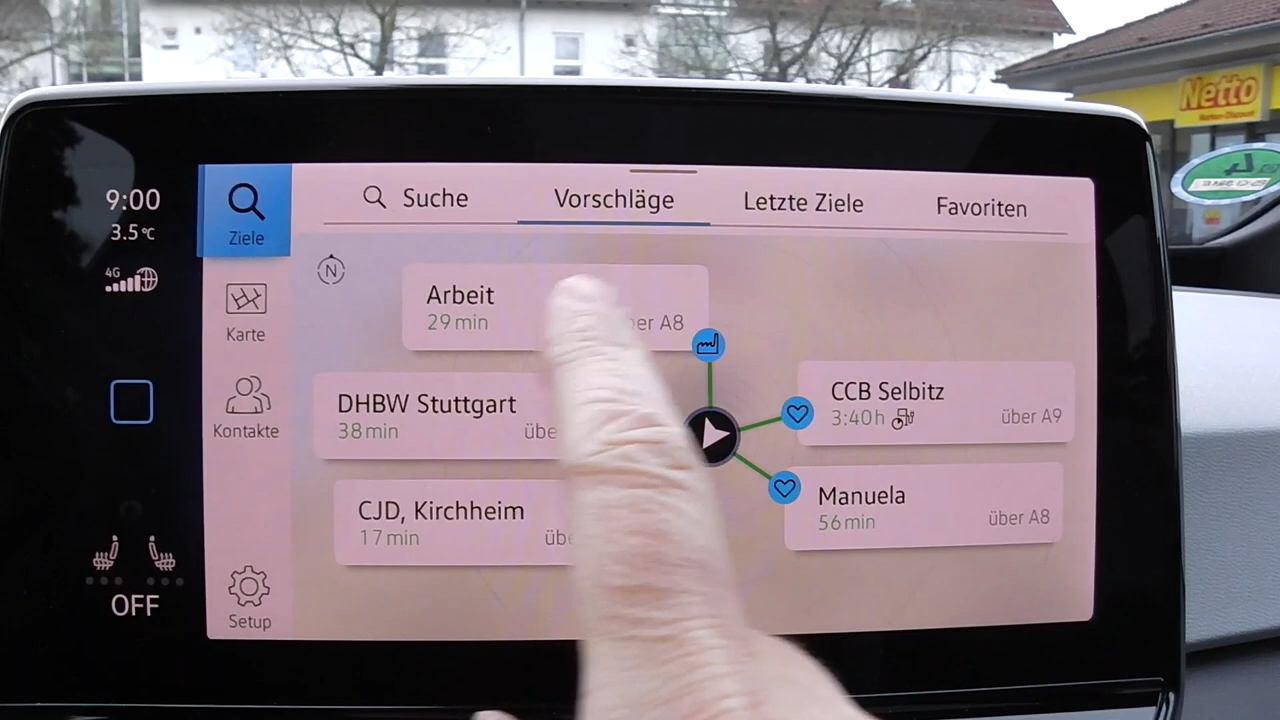 Netto
Marken-Discount
9:00
3.5°C
4G
OFF
Ziele
Karte
Kontakte
Setup
Suche
Vorschläge
Letzte Ziele
Favoriten
N
Arbeit
29 min
A8
DHBW Stuttgart
38 min
CJD, Kirchheim
17 min
CCB Selbitz
3:40 h
über A9
Manuela
56 min
über A8